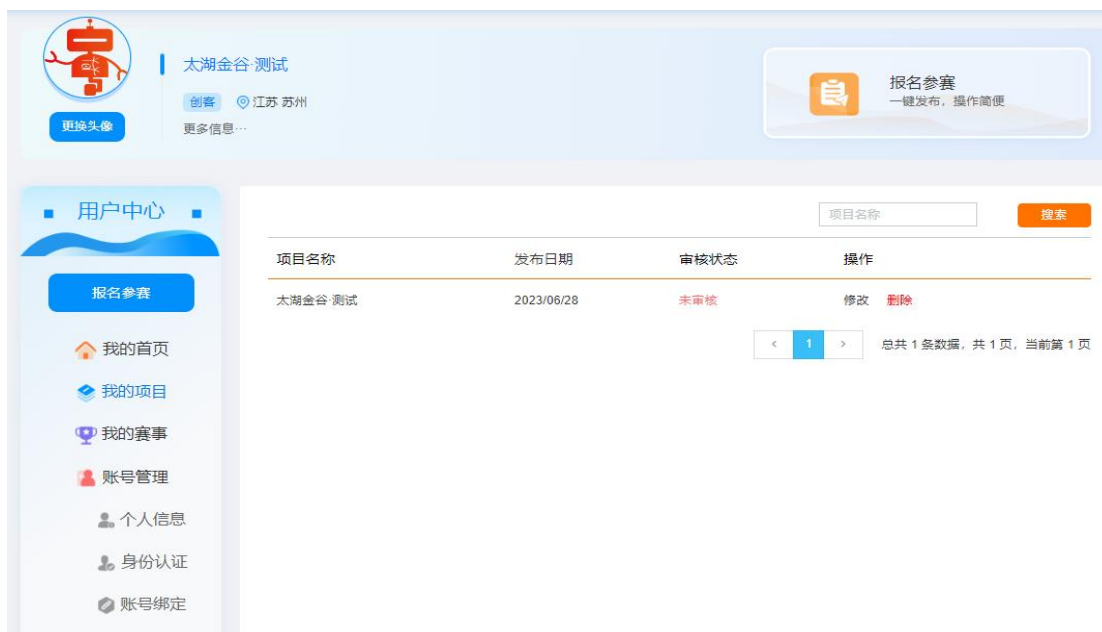 太湖金谷·测试
创客 江苏 苏州
更换头像
更多信息…
报名参赛
一键发布，操作简便
用户中心
报名参赛
我的首页
我的项目
我的赛事
账号管理
个人信息
身份认证
账号绑定
项目名称
搜索
项目名称 发布日期 审核状态 操作
太湖金谷·测试 2023/06/28 未审核 修改 删除
< 1 > 总共 1 条数据，共 1 页，当前第 1 页